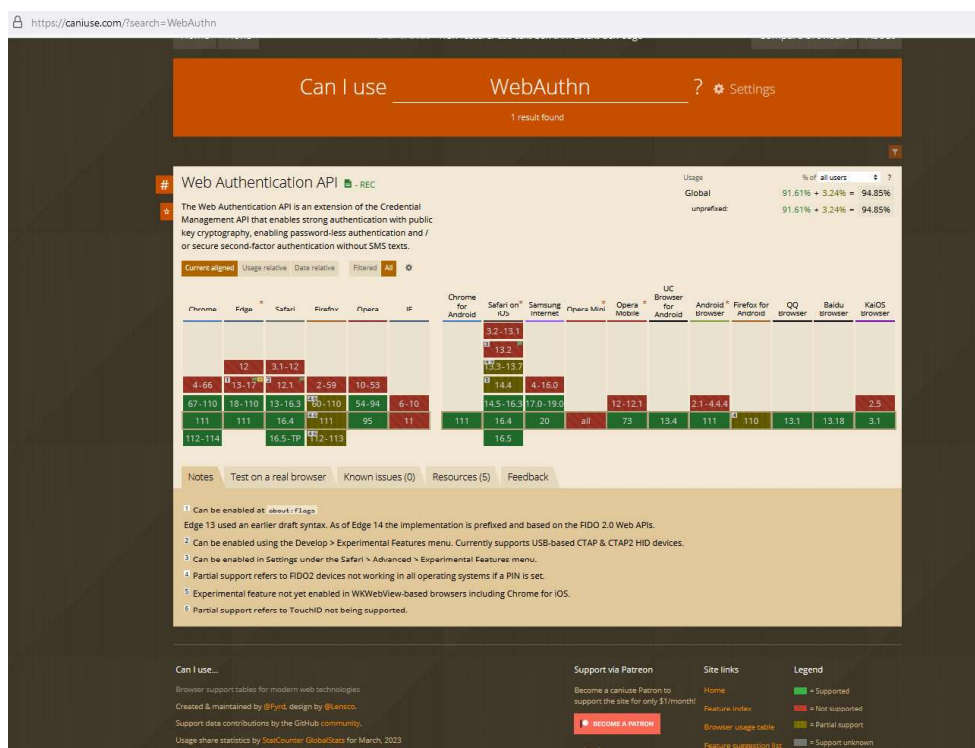 https://caniuse.com/?search=WebAuthn
Can I use WebAuthn ? Settings
1 result found
#
Web Authentication API - REC
The Web Authentication API is an extension of the Credential
Management API that enables strong authentication with public
key cryptography, enabling password-less authentication and /
or secure second-factor authentication without SMS texts.
Usage % of all users ?
Global 91.61% + 3.24% = 94.85%
unprefixed: 91.61% + 3.24% = 94.85%
Current aligned Usage relative Date relative Filtered All
Chrome Edge * Safari Firefox Opera IE
Chrome for Android
Safari on iOS *
Samsung Internet
Opera Mini *
Opera Mobile *
UC Browser for Android
Android Browser *
Firefox for Android
QQ Browser
Baidu Browser
KaiOS Browser
3.2-13.1
13.2
12 3.1-12 13.3-13.7
4-66 13-17 12.1 2-59 10-53 14.4 4-16.0
67-110 18-110 13-16.3 60-110 54-94 6-10 14.5-16.3 17.0-19.0 12-12.1 2.1-4.4.4 2.5
111 111 16.4 111 95 11 111 16.4 20 all 73 13.4 111 110 13.1 13.18 3.1
112-114 16.5-TP 112-113 16.5
Notes Test on a real browser Known issues (0) Resources (5) Feedback
1 Can be enabled at about:flags
Edge 13 used an earlier draft syntax. As of Edge 14 the implementation is prefixed and based on the FIDO 2.0 Web APIs.
2 Can be enabled using the Develop > Experimental Features menu. Currently supports USB-based CTAP & CTAP2 HID devices.
3 Can be enabled in Settings under the Safari > Advanced > Experimental Features menu.
4 Partial support refers to FIDO2 devices not working in all operating systems if a PIN is set.
5 Experimental feature not yet enabled in WKWebView-based browsers including Chrome for iOS.
6 Partial support refers to TouchID not being supported.
Can I use...
Browser support tables for modern web technologies
Created & maintained by @Fyrd, design by @Lensco.
Support data contributions by the GitHub community.
Usage share statistics by StatCounter GlobalStats for March, 2023
Support via Patreon
Become a caniuse Patron to
support the site for only $1/month!
BECOME A PATRON
Site links
Home
Feature index
Browser usage table
Feature suggestion list
Legend
= Supported
= Not supported
= Partial support
= Support unknown